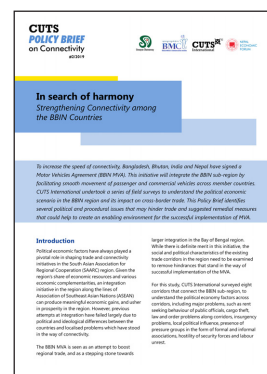 CUTS
POLICY BRIEF
on Connectivity
#2/2019
BMC
CUTS
International
In search of harmony
Strengthening Connectivity among
the BBIN Countries
To increase the speed of connectivity, Bangladesh, Bhutan, India and Nepal have signed a
Motor Vehicles Agreement (BBIN MVA). This initiative will integrate the BBIN sub-region by
facilitating smooth movement of passenger and commercial vehicles across member countries.
CUTS International undertook a series of field surveys to understand the political economic
scenario in the BBIN region and its impact on cross-border trade. This Policy Brief identifies
several political and procedural issues that may hinder trade and suggested remedial measures
that could help to create an enabling environment for the successful implementation of MVA.
Introduction
Political economic factors have always played a
pivotal role in shaping trade and connectivity
initiatives in the South Asian Association for
Regional Cooperation (SAARC) region. Given the
region's share of economic resources and various
economic complementarities, an integration
initiative in the region along the lines of
Association of Southeast Asian Nations (ASEAN)
can produce meaningful economic gains, and usher
in prosperity in the region. However, previous
attempts at integration have failed largely due to
political and ideological differences between the
countries and localised problems which have stood
in the way of connectivity.
The BBIN MVA is seen as an attempt to boost
regional trade, and as a stepping stone towards
larger integration in the Bay of Bengal region.
While there is definite merit in this initiative, the
social and political characteristics of the existing
trade corridors in the region need to be examined
to remove hindrances that stand in the way of
successful implementation of the MVA.
For this study, CUTS International surveyed eight
corridors that connect the BBIN sub-region, to
understand the political economy factors across
corridors, including major problems, such as rent
seeking behaviour of public officials, cargo theft,
law and order problems along corridors, insurgency
problems, local political influence, presence of
pressure groups in the form of formal and informal
associations, hostility of security forces and labour
unrest.